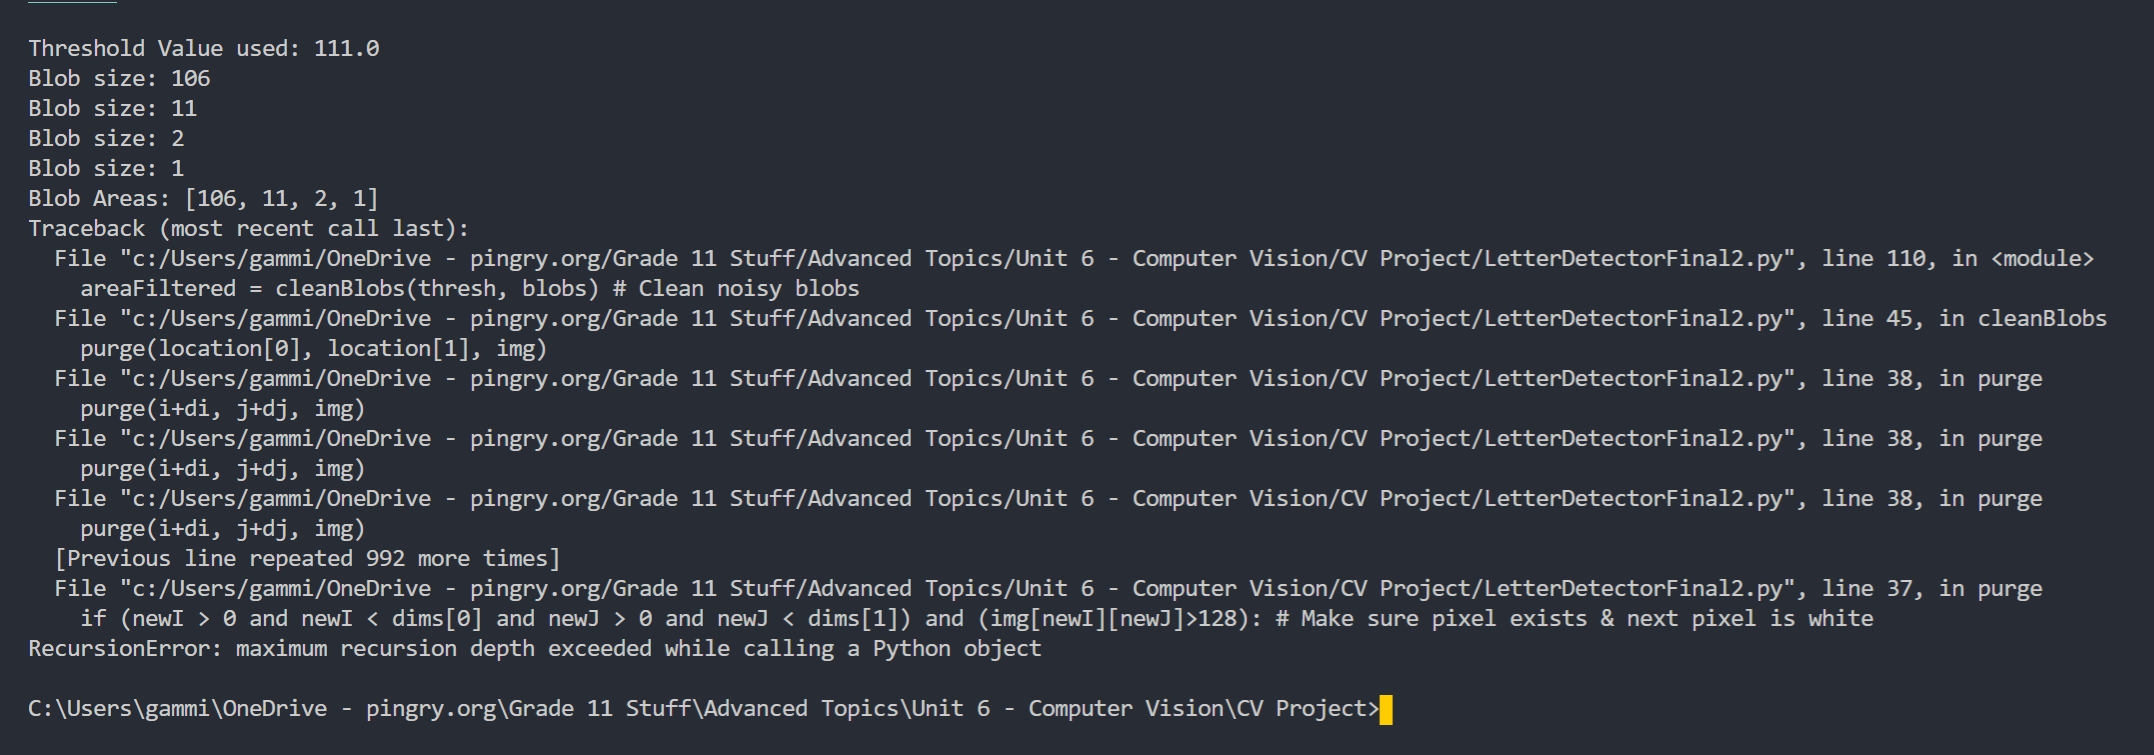 Threshold Value used: 111.0
Blob size: 106
Blob size: 11
Blob size: 2
Blob size: 1
Blob Areas: [106, 11, 2, 1]
Traceback (most recent call last):
  File "c:/Users/gammi/OneDrive - pingry.org/Grade 11 Stuff/Advanced Topics/Unit 6 - Computer Vision/CV Project/LetterDetectorFinal2.py", line 110, in <module>
    areaFiltered = cleanBlobs(thresh, blobs) # Clean noisy blobs
  File "c:/Users/gammi/OneDrive - pingry.org/Grade 11 Stuff/Advanced Topics/Unit 6 - Computer Vision/CV Project/LetterDetectorFinal2.py", line 45, in cleanBlobs
    purge(location[0], location[1], img)
  File "c:/Users/gammi/OneDrive - pingry.org/Grade 11 Stuff/Advanced Topics/Unit 6 - Computer Vision/CV Project/LetterDetectorFinal2.py", line 38, in purge
    purge(i+di, j+dj, img)
  File "c:/Users/gammi/OneDrive - pingry.org/Grade 11 Stuff/Advanced Topics/Unit 6 - Computer Vision/CV Project/LetterDetectorFinal2.py", line 38, in purge
    purge(i+di, j+dj, img)
  File "c:/Users/gammi/OneDrive - pingry.org/Grade 11 Stuff/Advanced Topics/Unit 6 - Computer Vision/CV Project/LetterDetectorFinal2.py", line 38, in purge
    purge(i+di, j+dj, img)
  [Previous line repeated 992 more times]
  File "c:/Users/gammi/OneDrive - pingry.org/Grade 11 Stuff/Advanced Topics/Unit 6 - Computer Vision/CV Project/LetterDetectorFinal2.py", line 37, in purge
    if (newI > 0 and newI < dims[0] and newJ > 0 and newJ < dims[1]) and (img[newI][newJ]>128): # Make sure pixel exists & next pixel is white
RecursionError: maximum recursion depth exceeded while calling a Python object
C:\Users\gammi\OneDrive - pingry.org\Grade 11 Stuff\Advanced Topics\Unit 6 - Computer Vision\CV Project>